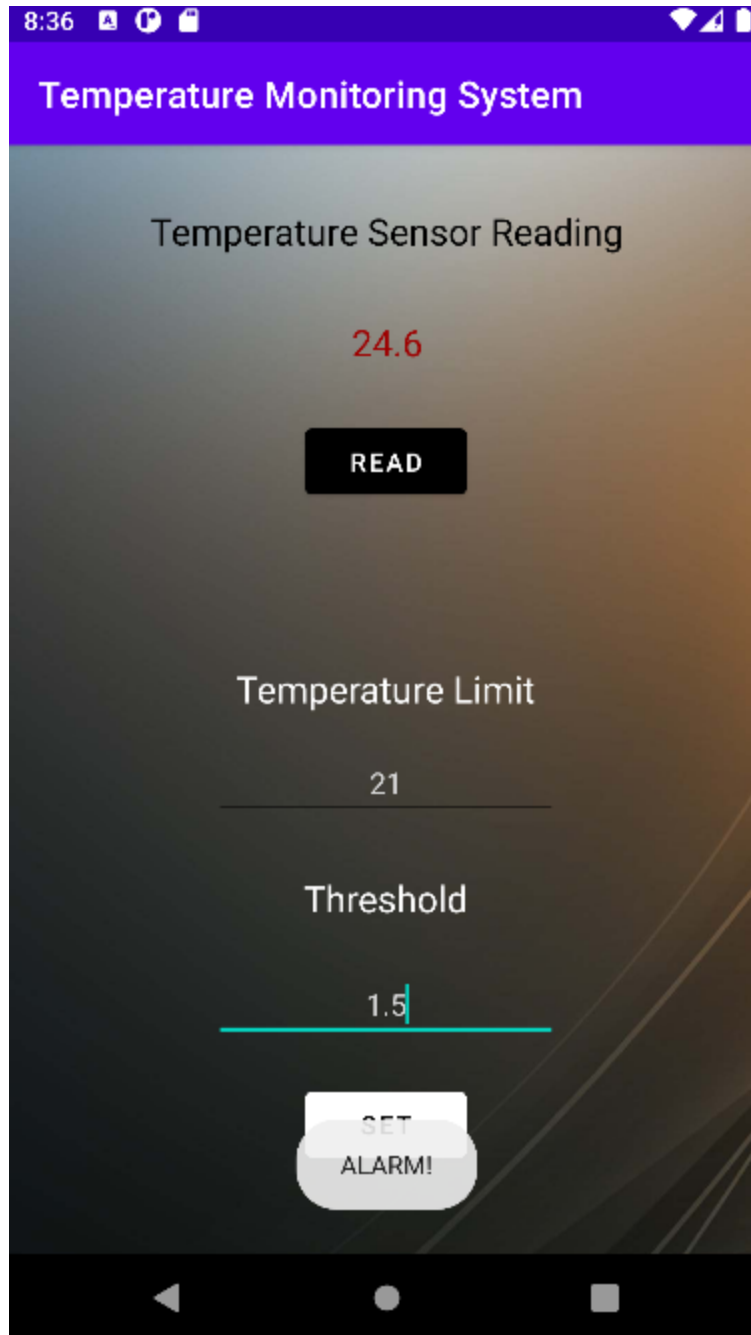 8:36
Temperature Monitoring System
Temperature Sensor Reading
24.6
READ
Temperature Limit
21
Threshold
1.5
SET
ALARM!